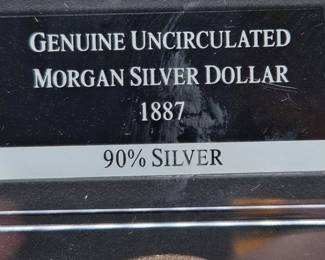 GENUINE UNCIRCULATED
MORGAN SILVER DOLLAR
1887
90% SILVER